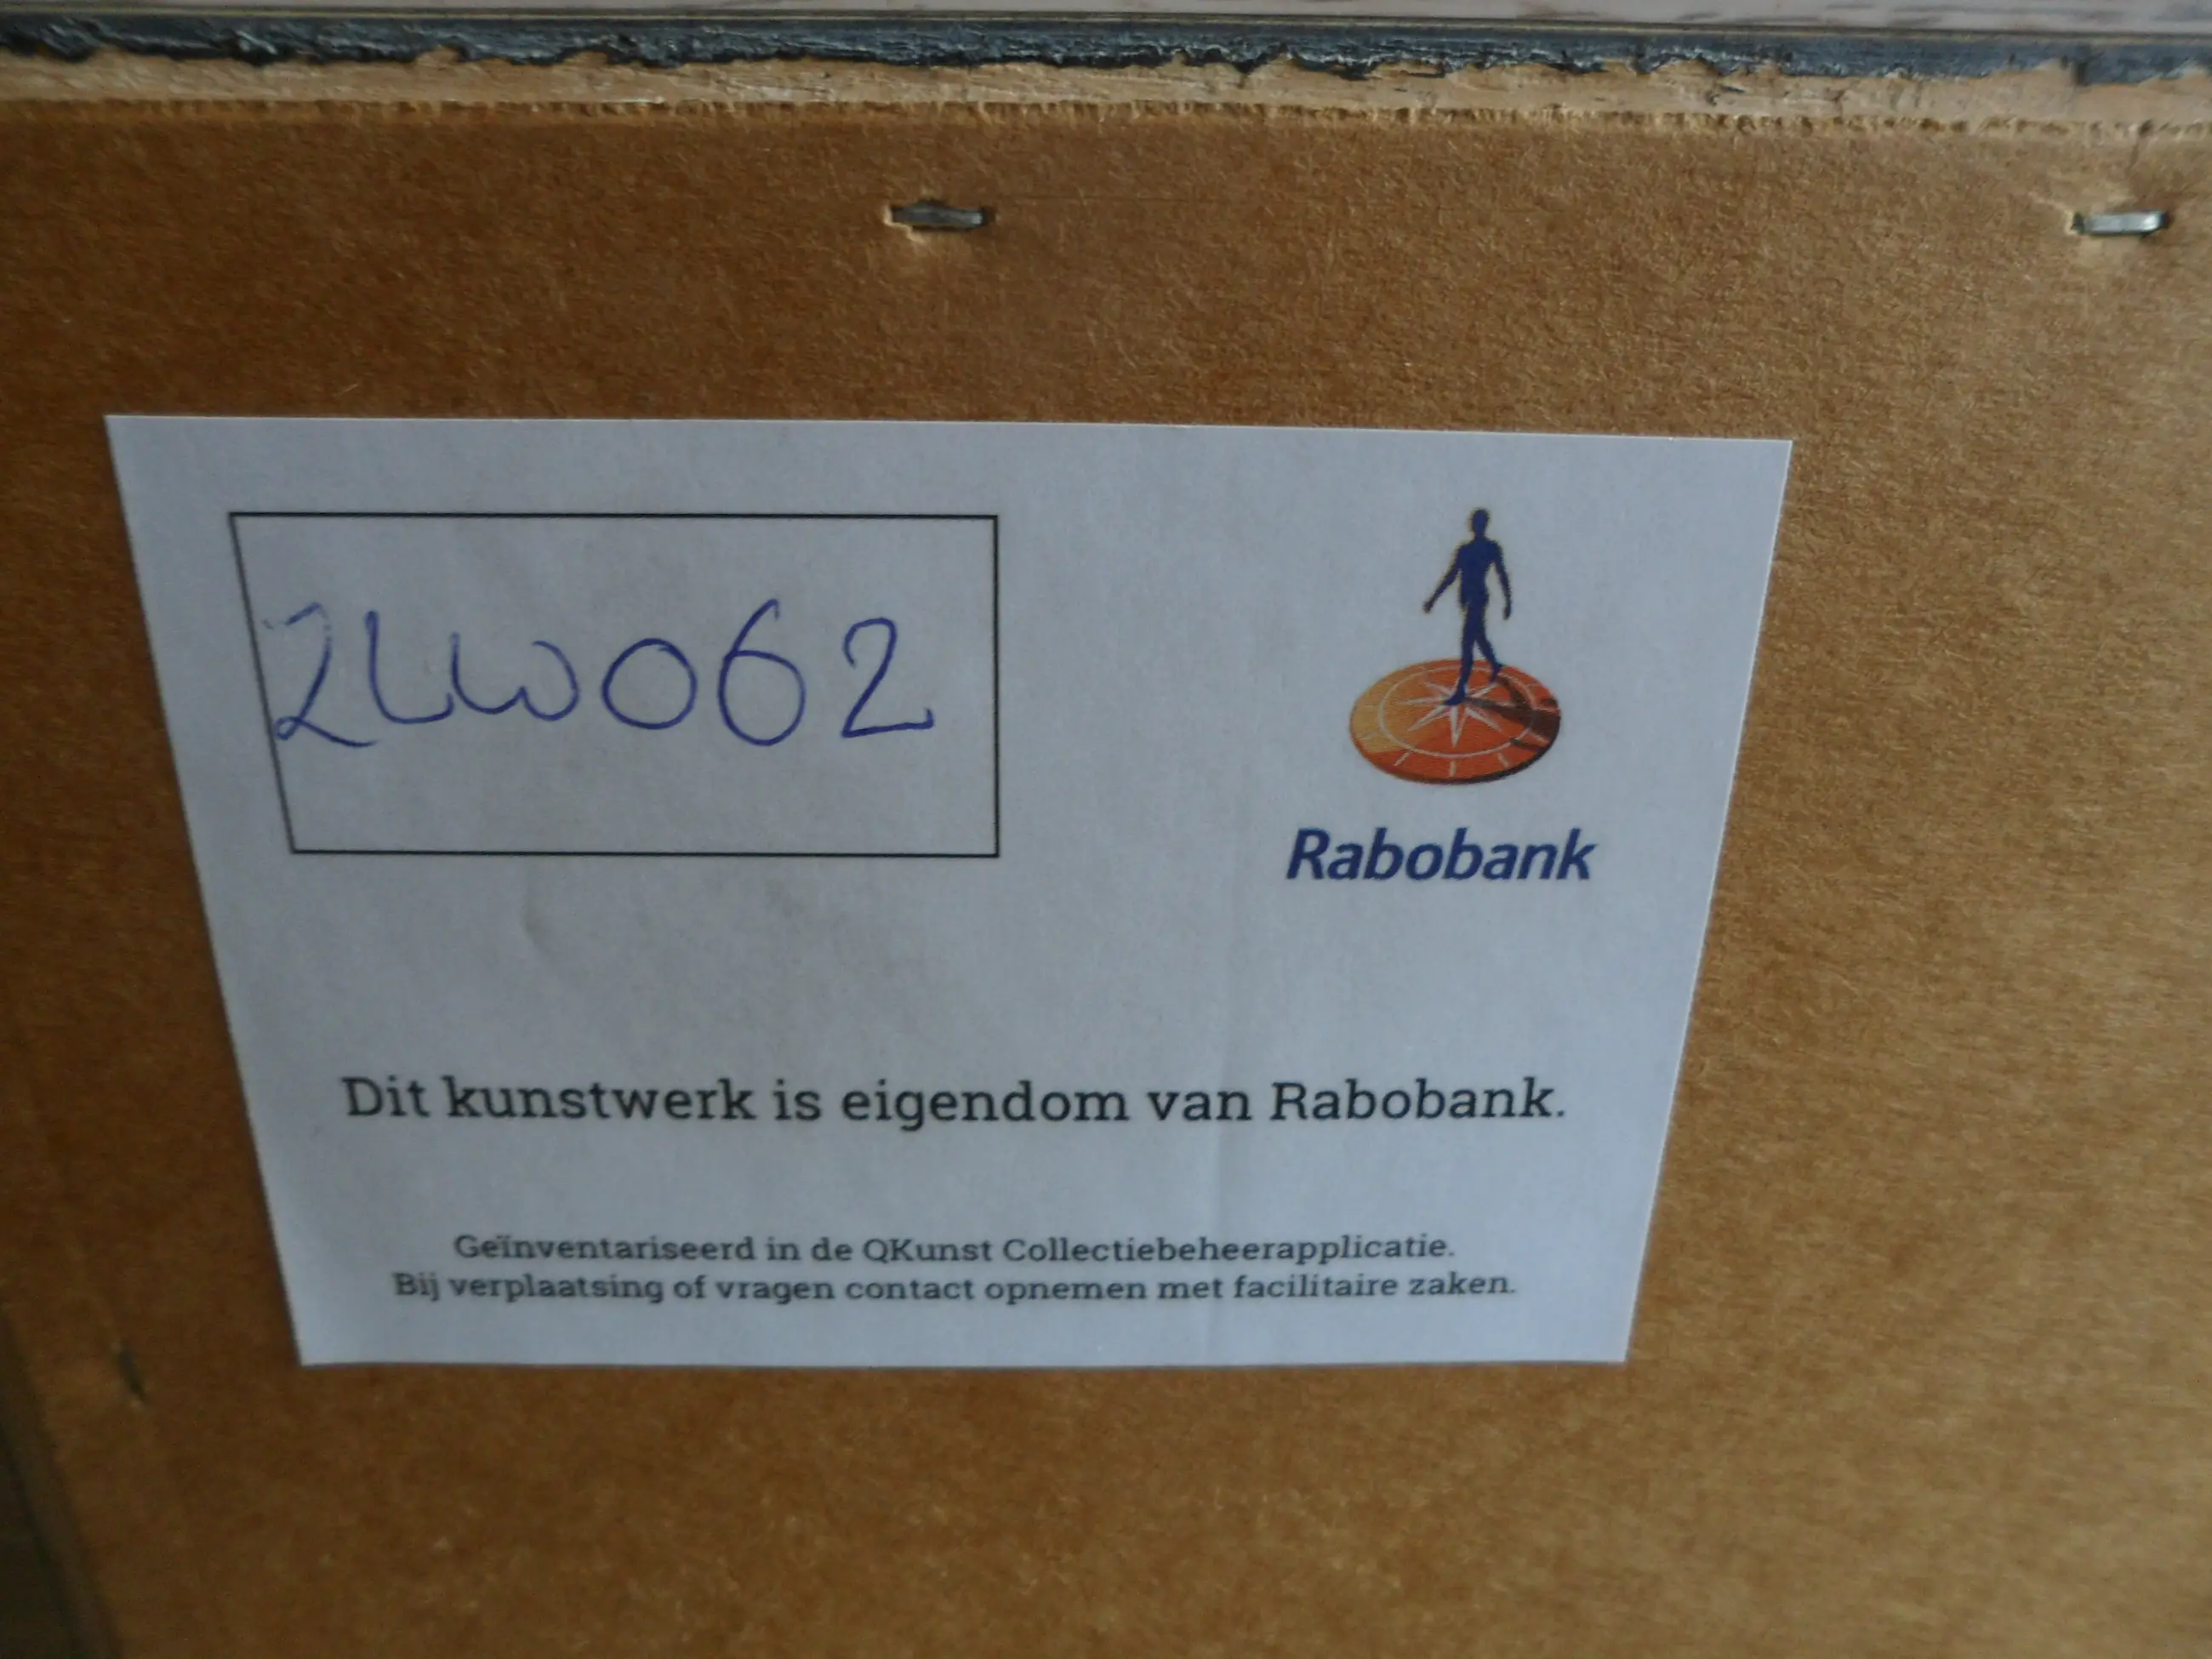 ZLW062
Rabobank
Dit kunstwerk is eigendom van Rabobank.
Geïnventariseerd in de QKunst Collectiebeheerapplicatie.
Bij verplaatsing of vragen contact opnemen met facilitaire zaken.